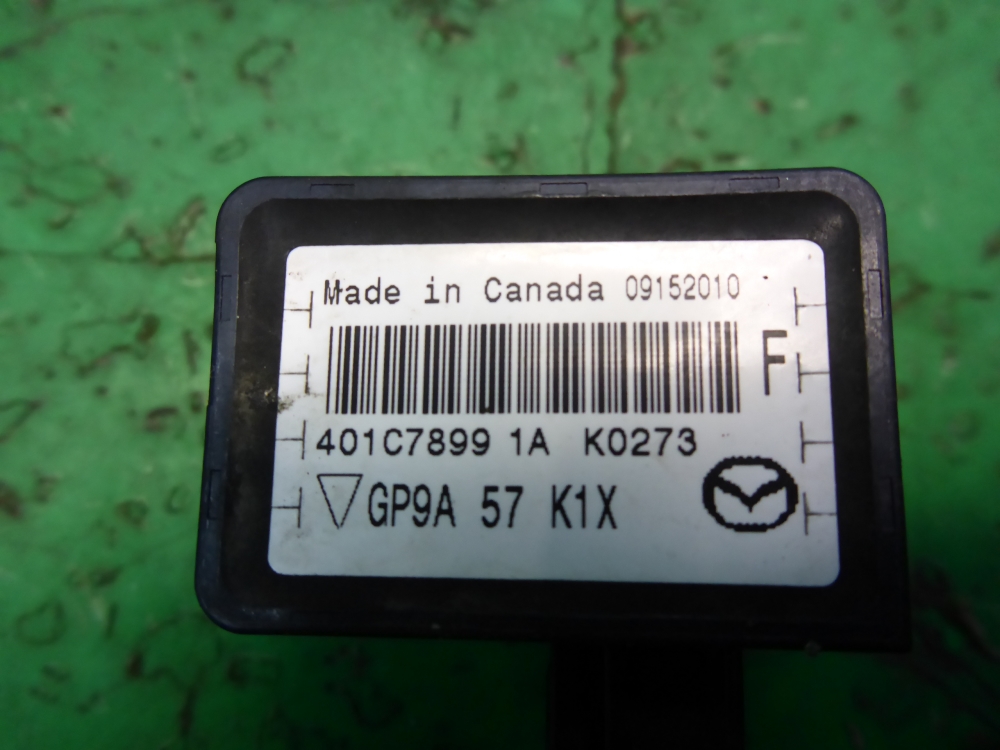 Made in Canada 09152010
F
401C7899 1A K0273
GP9A 57 K1X